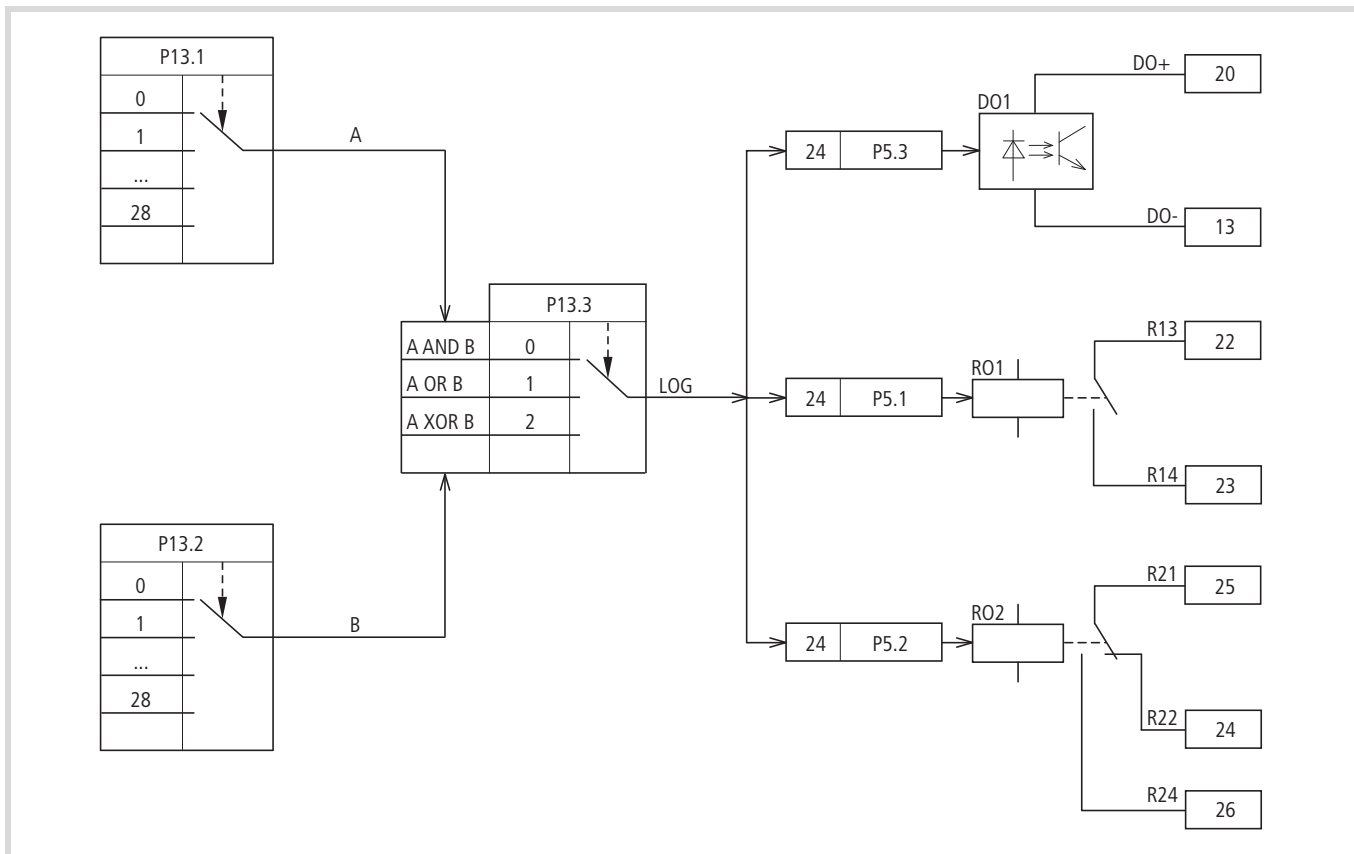 P13.1
0
1
...
28
A
P13.3
A AND B 0
A OR B 1
A XOR B 2
LOG
P13.2
0
1
...
28
B
24 P5.3
DO1
DO+ 20
DO- 13
24 P5.1
RO1
R13 22
R14 23
24 P5.2
RO2
R21 25
R22 24
R24 26